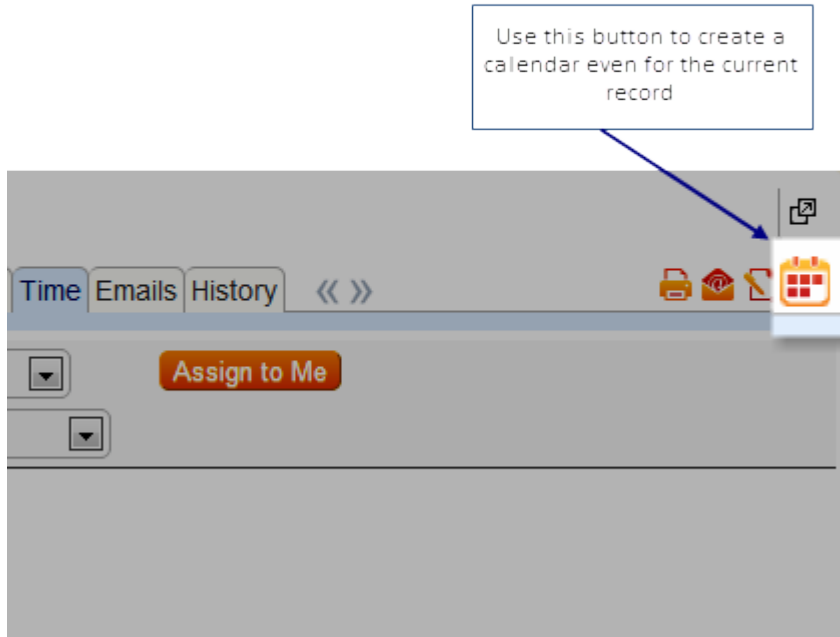 Use this button to create a
calendar even for the current
record
Time Emails History
Assign to Me